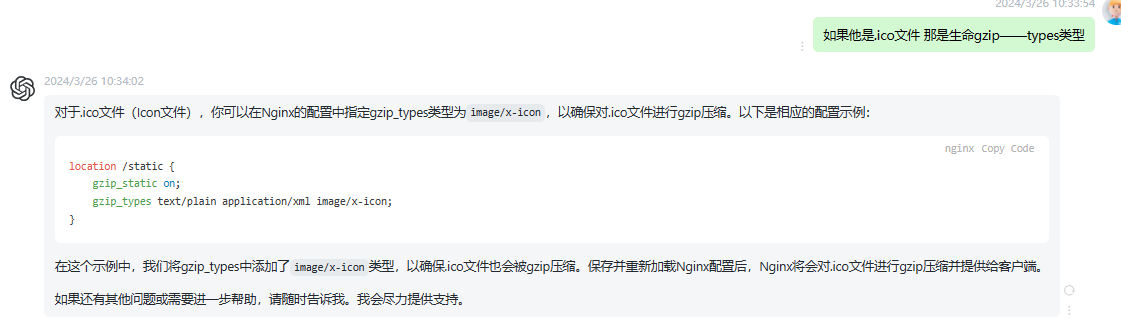 2024/3/26 10:33:54
如果他是.ico文件 那是生命gzip——types类型
2024/3/26 10:34:02
对于.ico文件（Icon文件），你可以在Nginx的配置中指定gzip_types类型为 image/x-icon ，以确保对.ico文件进行gzip压缩。以下是相应的配置示例：
nginx Copy Code
location /static {
    gzip_static on;
    gzip_types text/plain application/xml image/x-icon;
}
在这个示例中，我们将gzip_types中添加了 image/x-icon 类型，以确保.ico文件也会被gzip压缩。保存并重新加载Nginx配置后，Nginx将会对.ico文件进行gzip压缩并提供给客户端。
如果还有其他问题或需要进一步帮助，请随时告诉我。我会尽力提供支持。